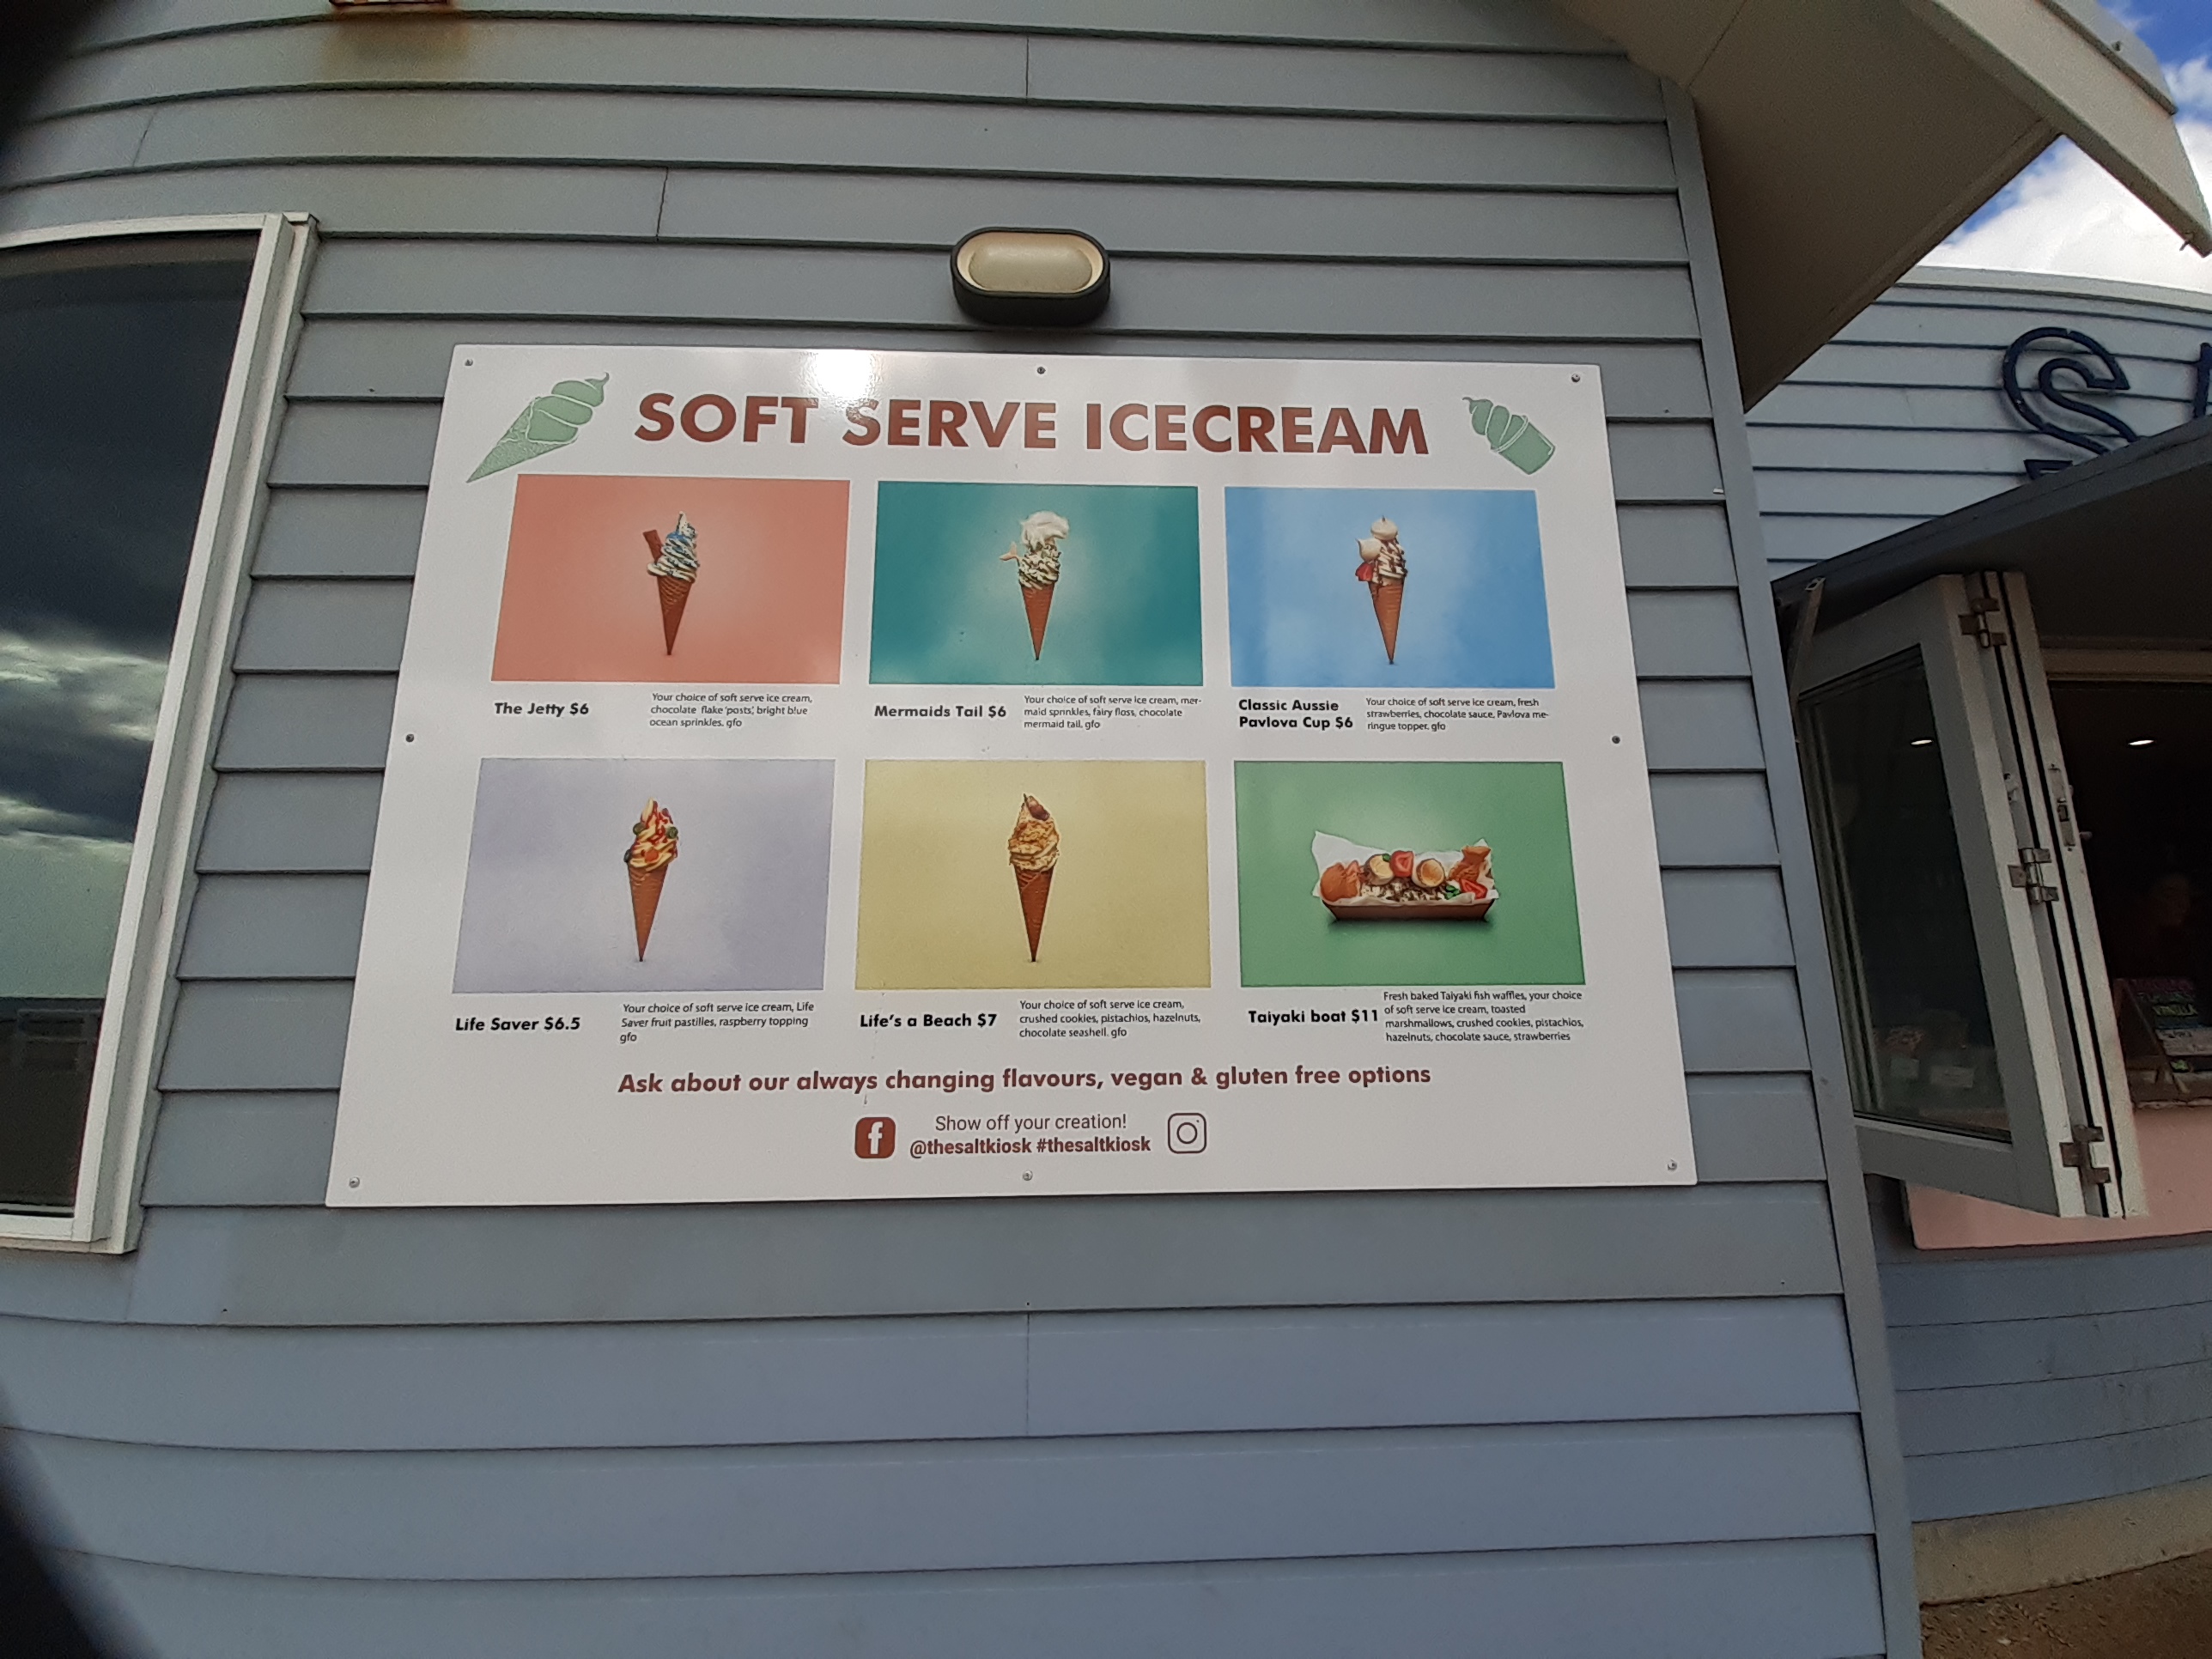 SOFT SERVE ICECREAM
The Jetty $6
Your choice of soft serve ice cream,
chocolate flake 'posts', bright blue
ocean sprinkles. gfo
Mermaids Tail $6
Your choice of soft serve ice cream, mer-
maid sprinkles, fairy floss, chocolate
mermaid tail. gfo
Classic Aussie
Pavlova Cup $6
Your choice of soft serve ice cream, fresh
strawberries, chocolate sauce, Pavlova me-
ringue topper. gfo
Life Saver $6.5
Your choice of soft serve ice cream, Life
Saver fruit pastilles, raspberry topping
gfo
Life's a Beach $7
Your choice of soft serve ice cream,
crushed cookies, pistachios, hazelnuts,
chocolate seashell. gfo
Taiyaki boat $11
Fresh baked Taiyaki fish waffles, your choice
of soft serve ice cream, toasted
marshmallows, crushed cookies, pistachios,
hazelnuts, chocolate sauce, strawberries
Ask about our always changing flavours, vegan & gluten free options
Show off your creation!
@thesaltkiosk #thesaltkiosk
S